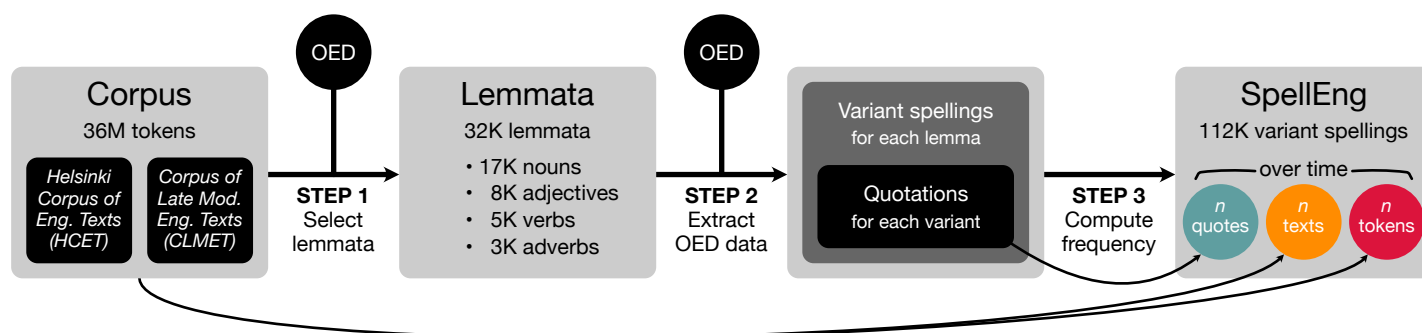 OED
OED
Corpus
36M tokens
Helsinki
Corpus of
Eng. Texts
(HCET)
Corpus of
Late Mod.
Eng. Texts
(CLMET)
STEP 1
Select
lemmata
Lemmata
32K lemmata
• 17K nouns
• 8K adjectives
• 5K verbs
• 3K adverbs
STEP 2
Extract
OED data
Variant spellings
for each lemma
Quotations
for each variant
STEP 3
Compute
frequency
SpellEng
112K variant spellings
over time
n
quotes
n
texts
n
tokens